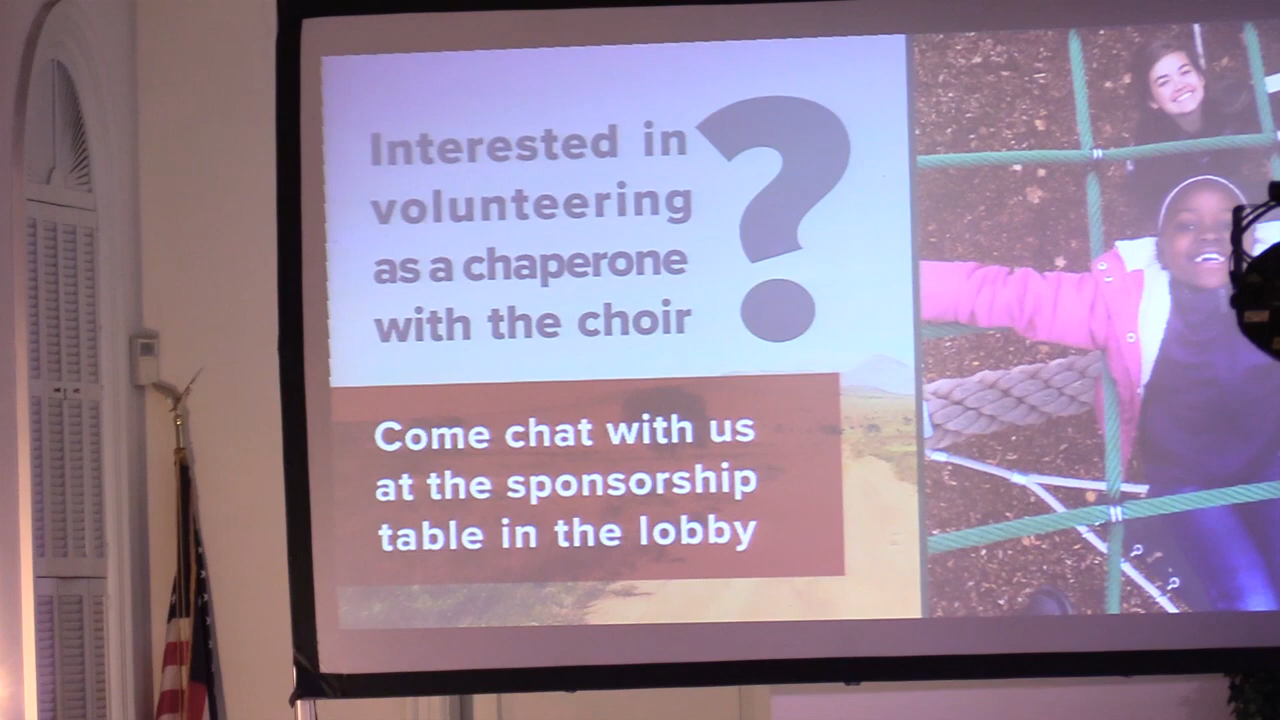 Interested in
volunteering
as a chaperone
with the choir
?
Come chat with us
at the sponsorship
table in the lobby